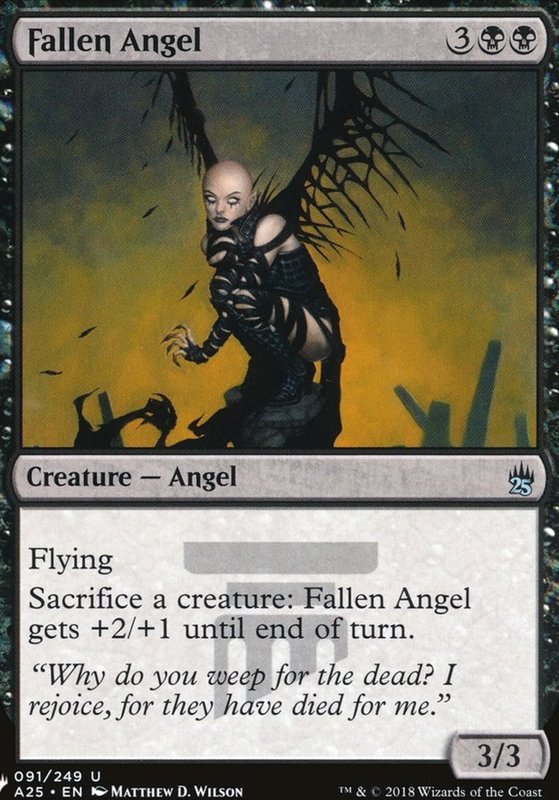 Fallen Angel 3
Creature — Angel
25
Flying
Sacrifice a creature: Fallen Angel
gets +2/+1 until end of turn.
“Why do you weep for the dead? I
rejoice, for they have died for me.”
3/3
091/249 U
A25 • EN Matthew D. Wilson
™ & © 2018 Wizards of the Coast